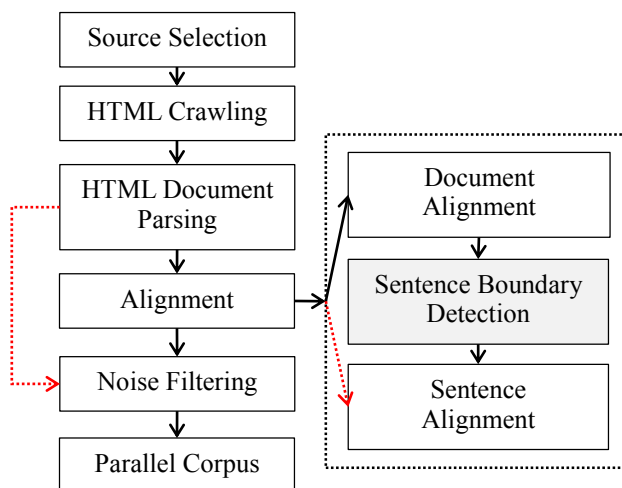 Source Selection
HTML Crawling
HTML Document
Parsing
Alignment
Noise Filtering
Parallel Corpus
Document
Alignment
Sentence Boundary
Detection
Sentence
Alignment